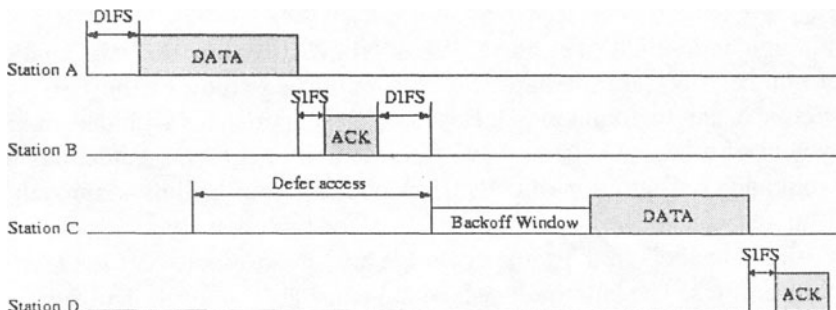 DIFS
DATA
Station A
SIFS
DIFS
ACK
Station B
Defer access
Backoff Window
DATA
Station C
SIFS
ACK
Station D